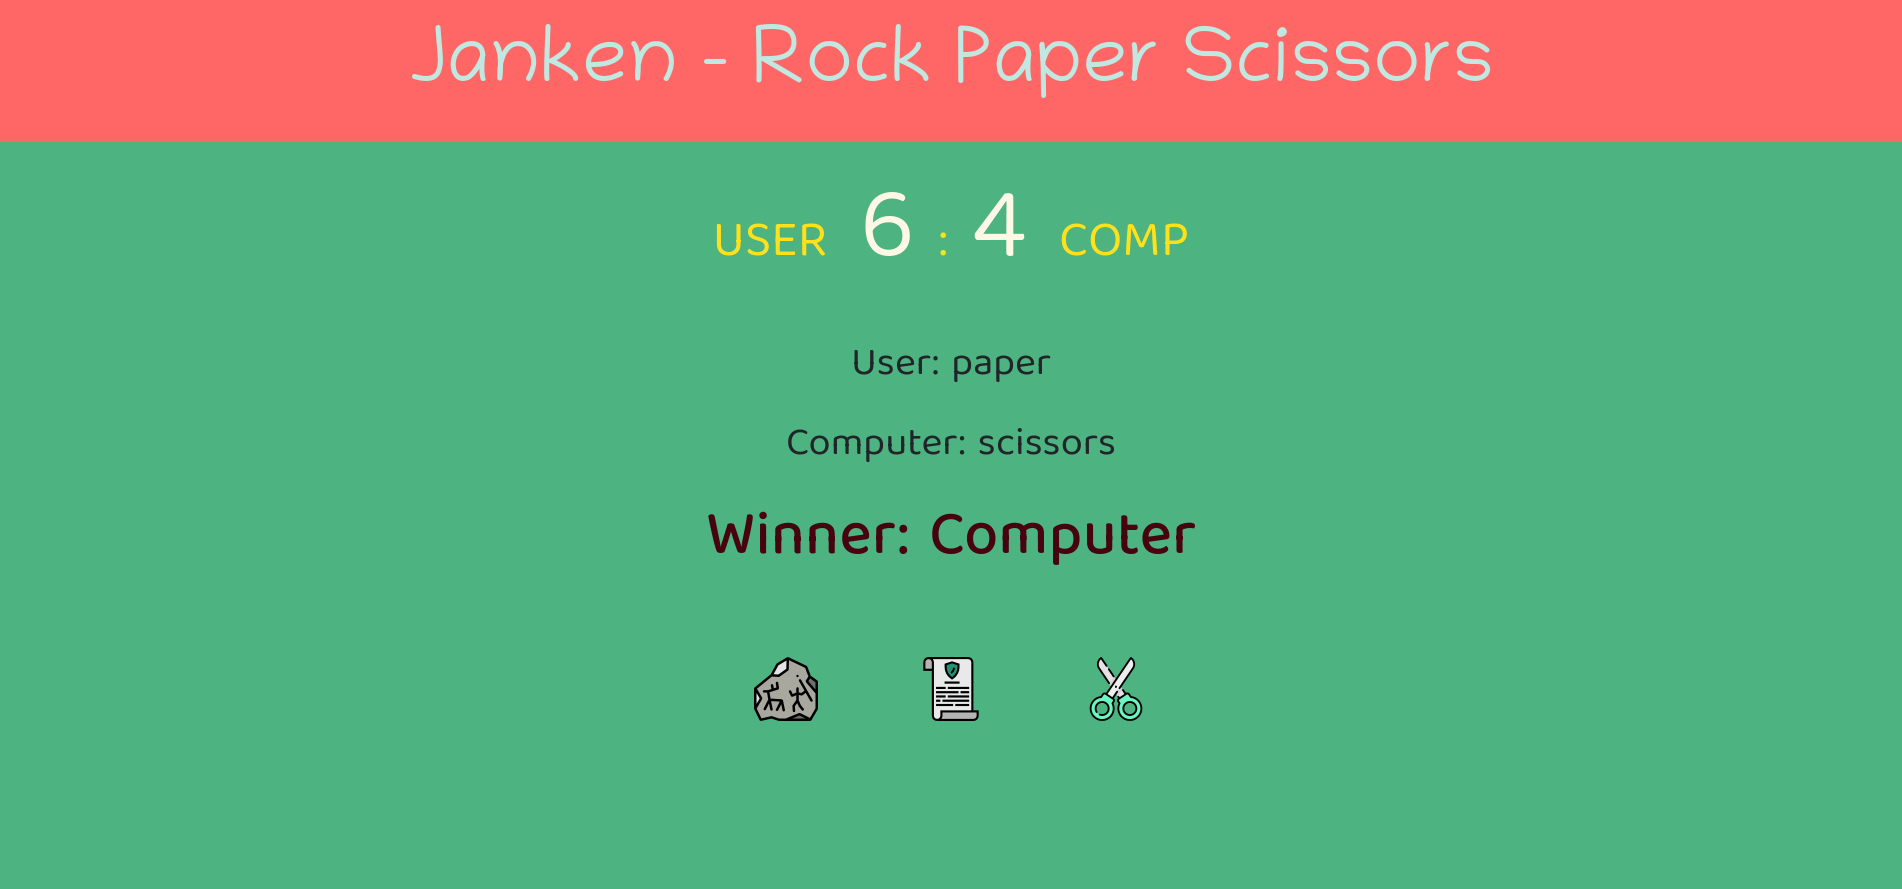 Janken - Rock Paper Scissors
USER 6 : 4 COMP
User: paper
Computer: scissors
Winner: Computer